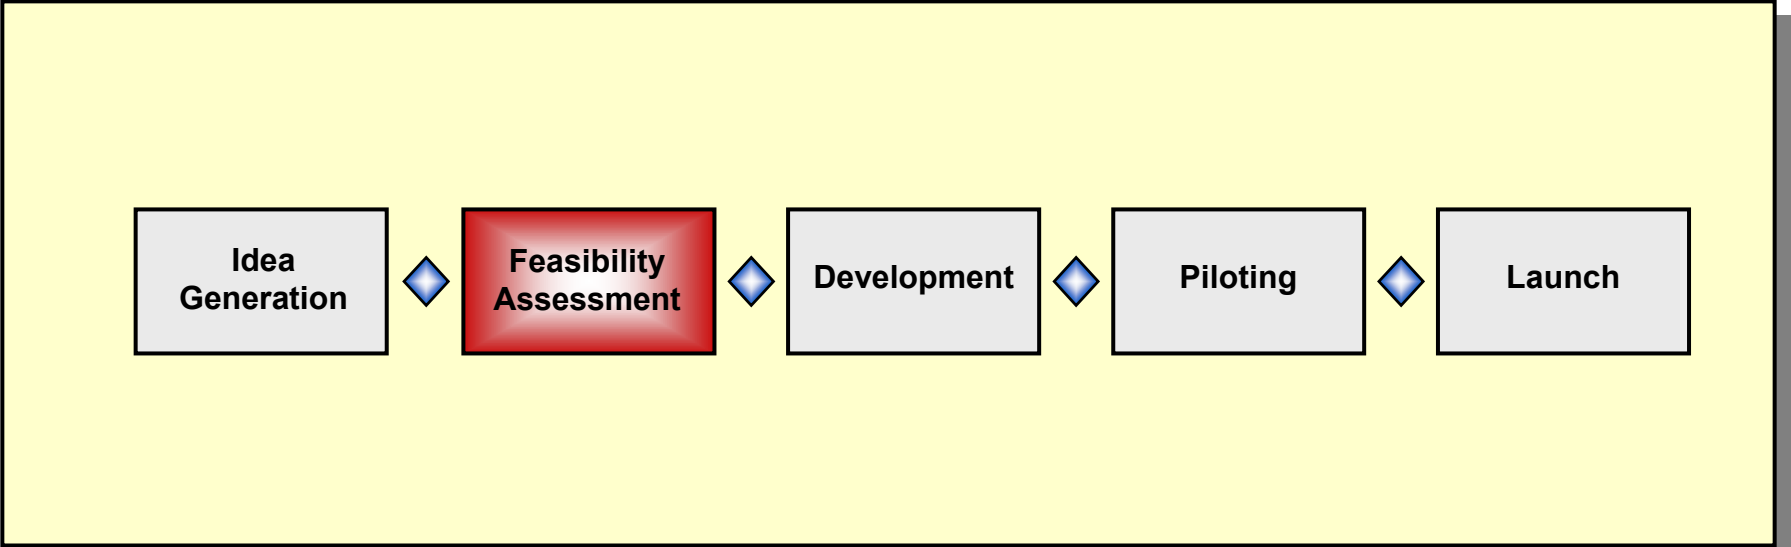 Idea
Generation
Feasibility
Assessment
Development
Piloting
Launch